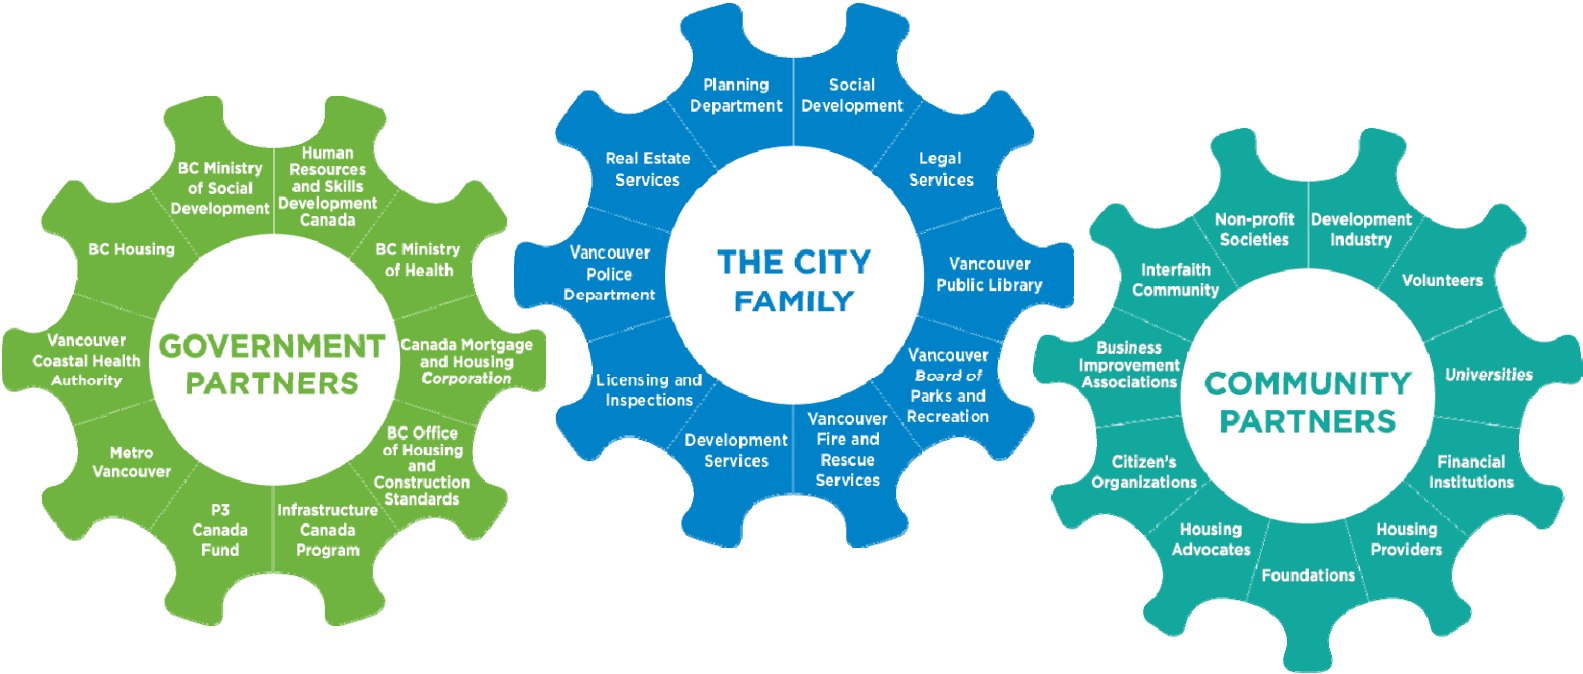 GOVERNMENT
PARTNERS
BC Ministry
of Social
Development
Human
Resources
and Skills
Development
Canada
BC Ministry
of Health
Canada Mortgage
and Housing
Corporation
BC Office
of Housing
and
Construction
Standards
Infrastructure
Canada
Program
P3
Canada
Fund
Metro
Vancouver
Vancouver
Coastal Health
Authority
BC Housing
THE CITY
FAMILY
Planning
Department
Social
Development
Legal
Services
Vancouver
Public Library
Vancouver
Board of
Parks and
Recreation
Vancouver
Fire and
Rescue
Services
Development
Services
Licensing and
Inspections
Vancouver
Police
Department
Real Estate
Services
COMMUNITY
PARTNERS
Non-profit
Societies
Development
Industry
Volunteers
Universities
Financial
Institutions
Housing
Providers
Foundations
Housing
Advocates
Citizen's
Organizations
Business
Improvement
Associations
Interfaith
Community